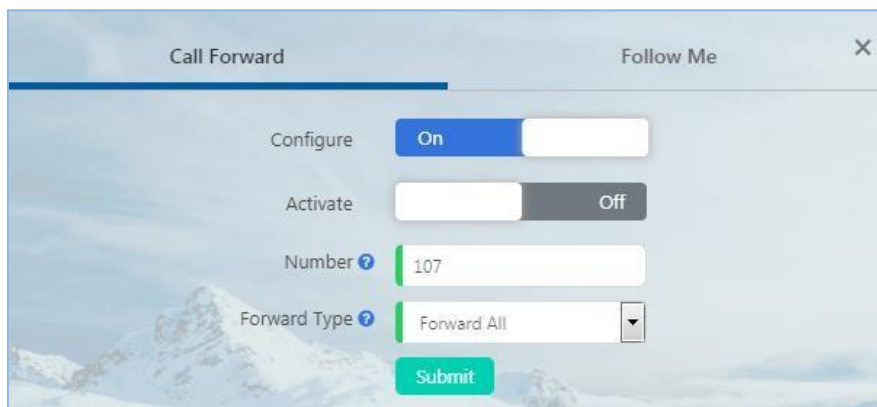 Call Forward Follow Me ×
Configure On
Activate Off
Number ? 107
Forward Type ? Forward All
Submit